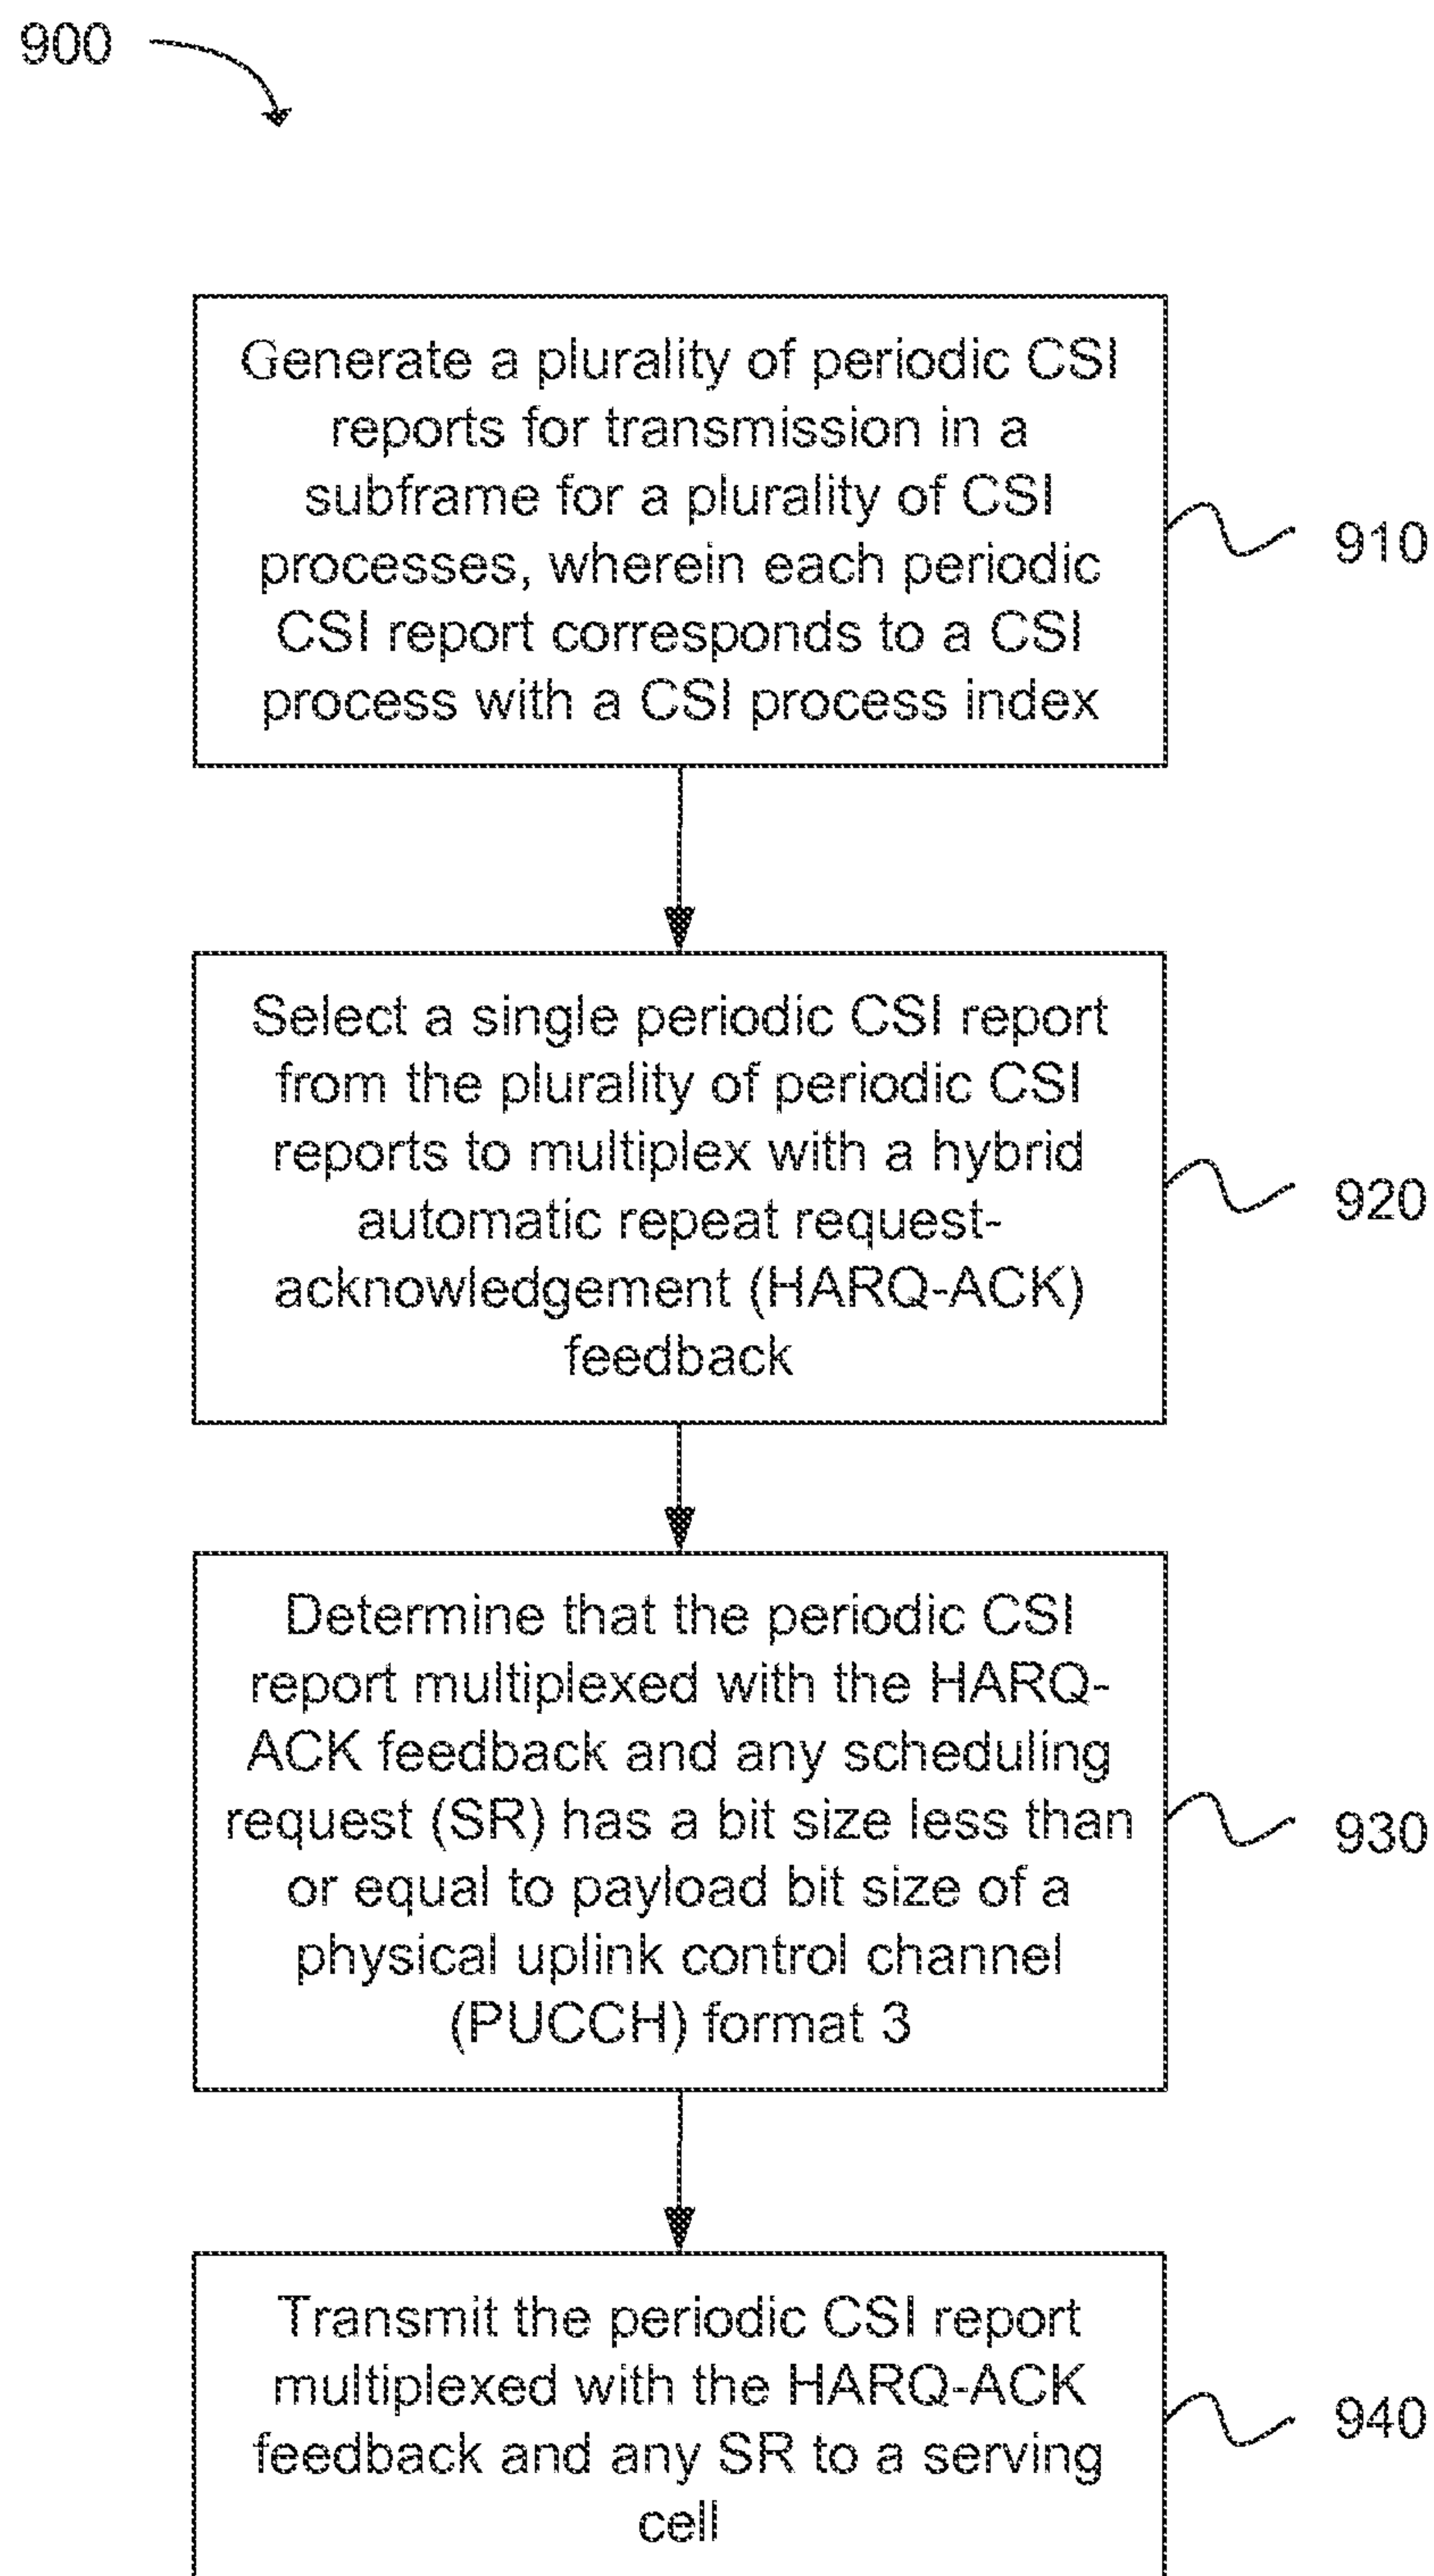 900
Generate a plurality of periodic CSI
reports for transmission in a
subframe for a plurality of CSI
processes, wherein each periodic
CSI report corresponds to a CSI
process with a CSI process index
910
Select a single periodic CSI report
from the plurality of periodic CSI
reports to multiplex with a hybrid
automatic repeat request-
acknowledgement (HARQ-ACK)
feedback
920
Determine that the periodic CSI
report multiplexed with the HARQ-
ACK feedback and any scheduling
request (SR) has a bit size less than
or equal to payload bit size of a
physical uplink control channel
(PUCCH) format 3
930
Transmit the periodic CSI report
multiplexed with the HARQ-ACK
feedback and any SR to a serving
cell
940